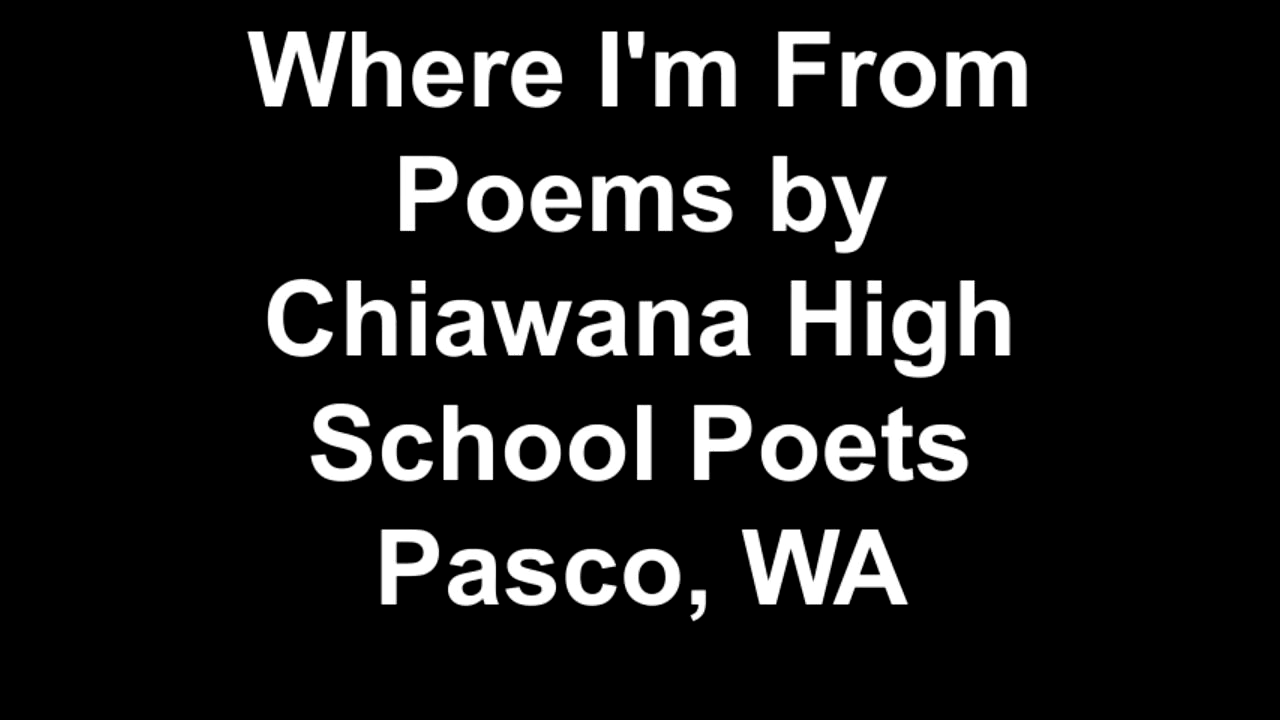 Where I'm From
Poems by
Chiawana High
School Poets
Pasco, WA